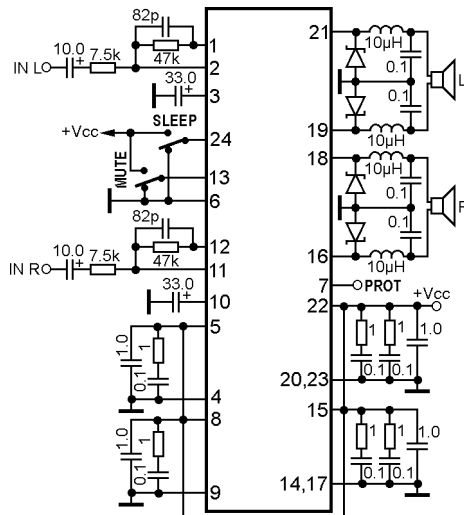 82p
10.0 + 7.5k
IN L
47k
1
2
33.0 +
3
SLEEP
+Vcc
24
MUTE
13
6
82p
10.0 + 7.5k
IN R
47k
12
11
33.0 +
10
5
1.0
1
0.1
4
8
1.0
1
0.1
9
21
10µH
0.1
L
0.1
19
10µH
18
10µH
0.1
0.1
16
10µH
7
PROT
22
+Vcc
1
1
1.0
0.1
0.1
20,23
15
1
1
1.0
0.1
0.1
14,17